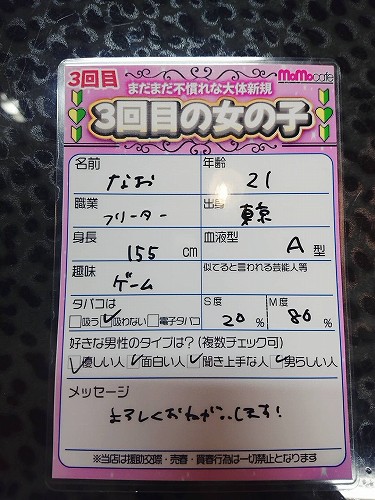 3回目
MoMocafe
まだまだ不慣れな大体新規
3回目の女の子
名前 なお
年齢 21
職業 フリーター
出身 東京
身長 155 cm
血液型 A 型
趣味 ゲーム
似てると言われる芸能人等
タバコは
吸う 吸わない 電子タバコ
S度 20 %
M度 80 %
好きな男性のタイプは?(複数チェック可)
優しい人 面白い人 聞き上手な人 男らしい人
メッセージ
よろしくおねがいします!
※当店は援助交際・売春・買春行為は一切禁止となります